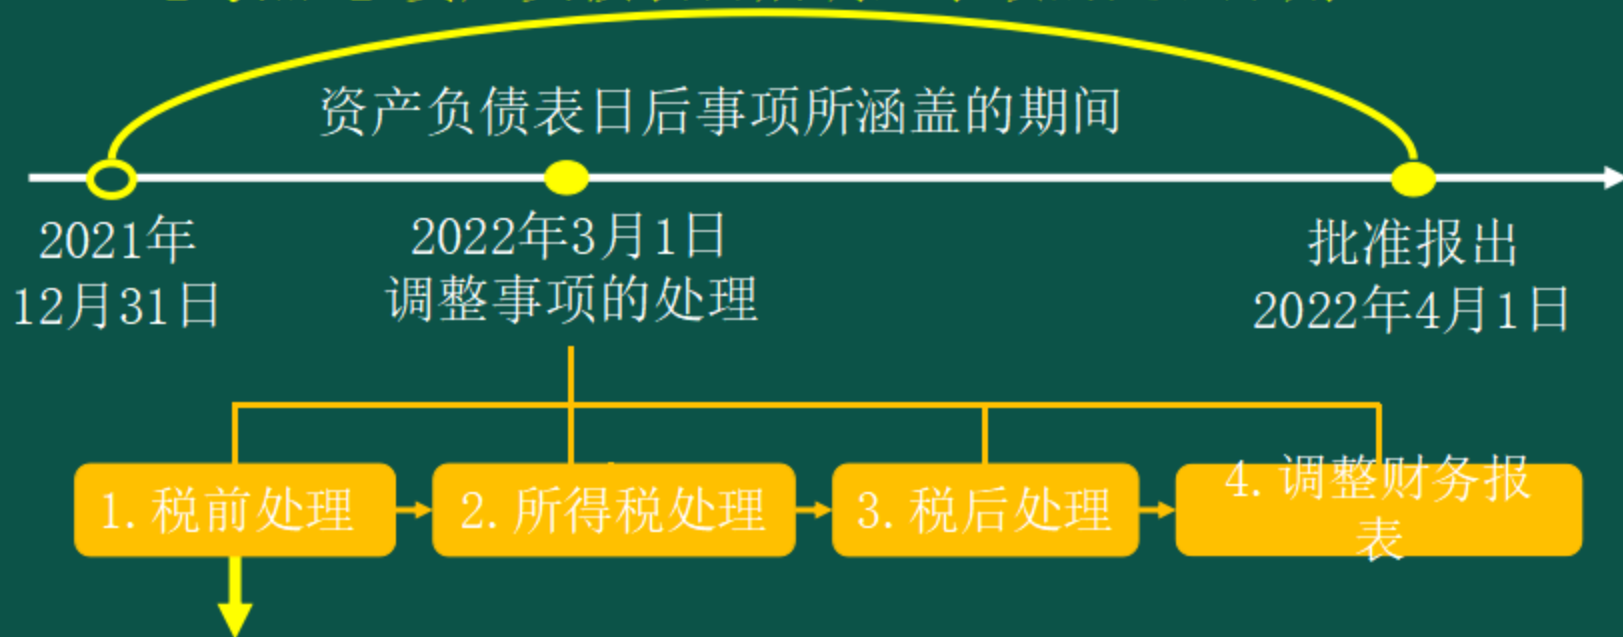 资产负债表日后事项所涵盖的期间
2021年
12月31日
2022年3月1日
调整事项的处理
批准报出
2022年4月1日
1.税前处理
2.所得税处理
3.税后处理
4.调整财务报
表